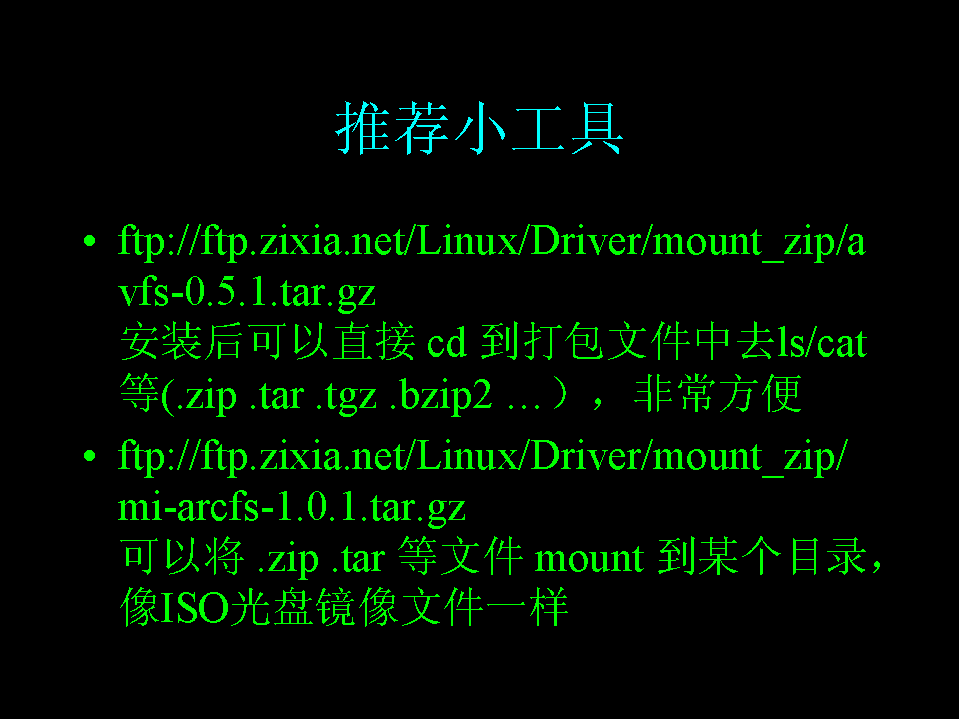 推荐小工具
• ftp://ftp.zixia.net/Linux/Driver/mount_zip/a
vfs-0.5.1.tar.gz
安装后可以直接 cd 到打包文件中去ls/cat
等(.zip .tar .tgz .bzip2 …），非常方便
• ftp://ftp.zixia.net/Linux/Driver/mount_zip/
mi-arcfs-1.0.1.tar.gz
可以将 .zip .tar 等文件 mount 到某个目录，
像ISO光盘镜像文件一样